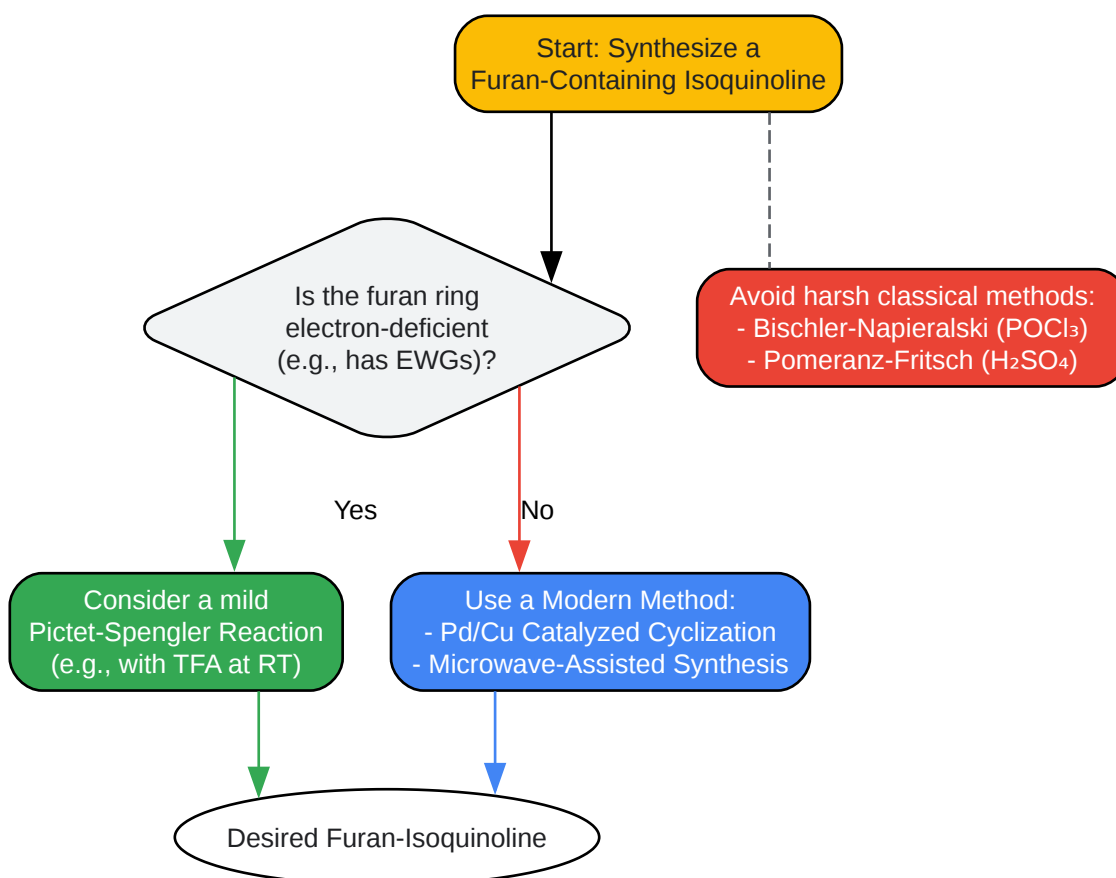 Start: Synthesize a
Furan-Containing Isoquinoline
Is the furan ring
electron-deficient
(e.g., has EWGs)?
Avoid harsh classical methods:
- Bischler-Napieralski (POCl₃)
- Pomeranz-Fritsch (H₂SO₄)
Yes
No
Consider a mild
Pictet-Spengler Reaction
(e.g., with TFA at RT)
Use a Modern Method:
- Pd/Cu Catalyzed Cyclization
- Microwave-Assisted Synthesis
Desired Furan-Isoquinoline